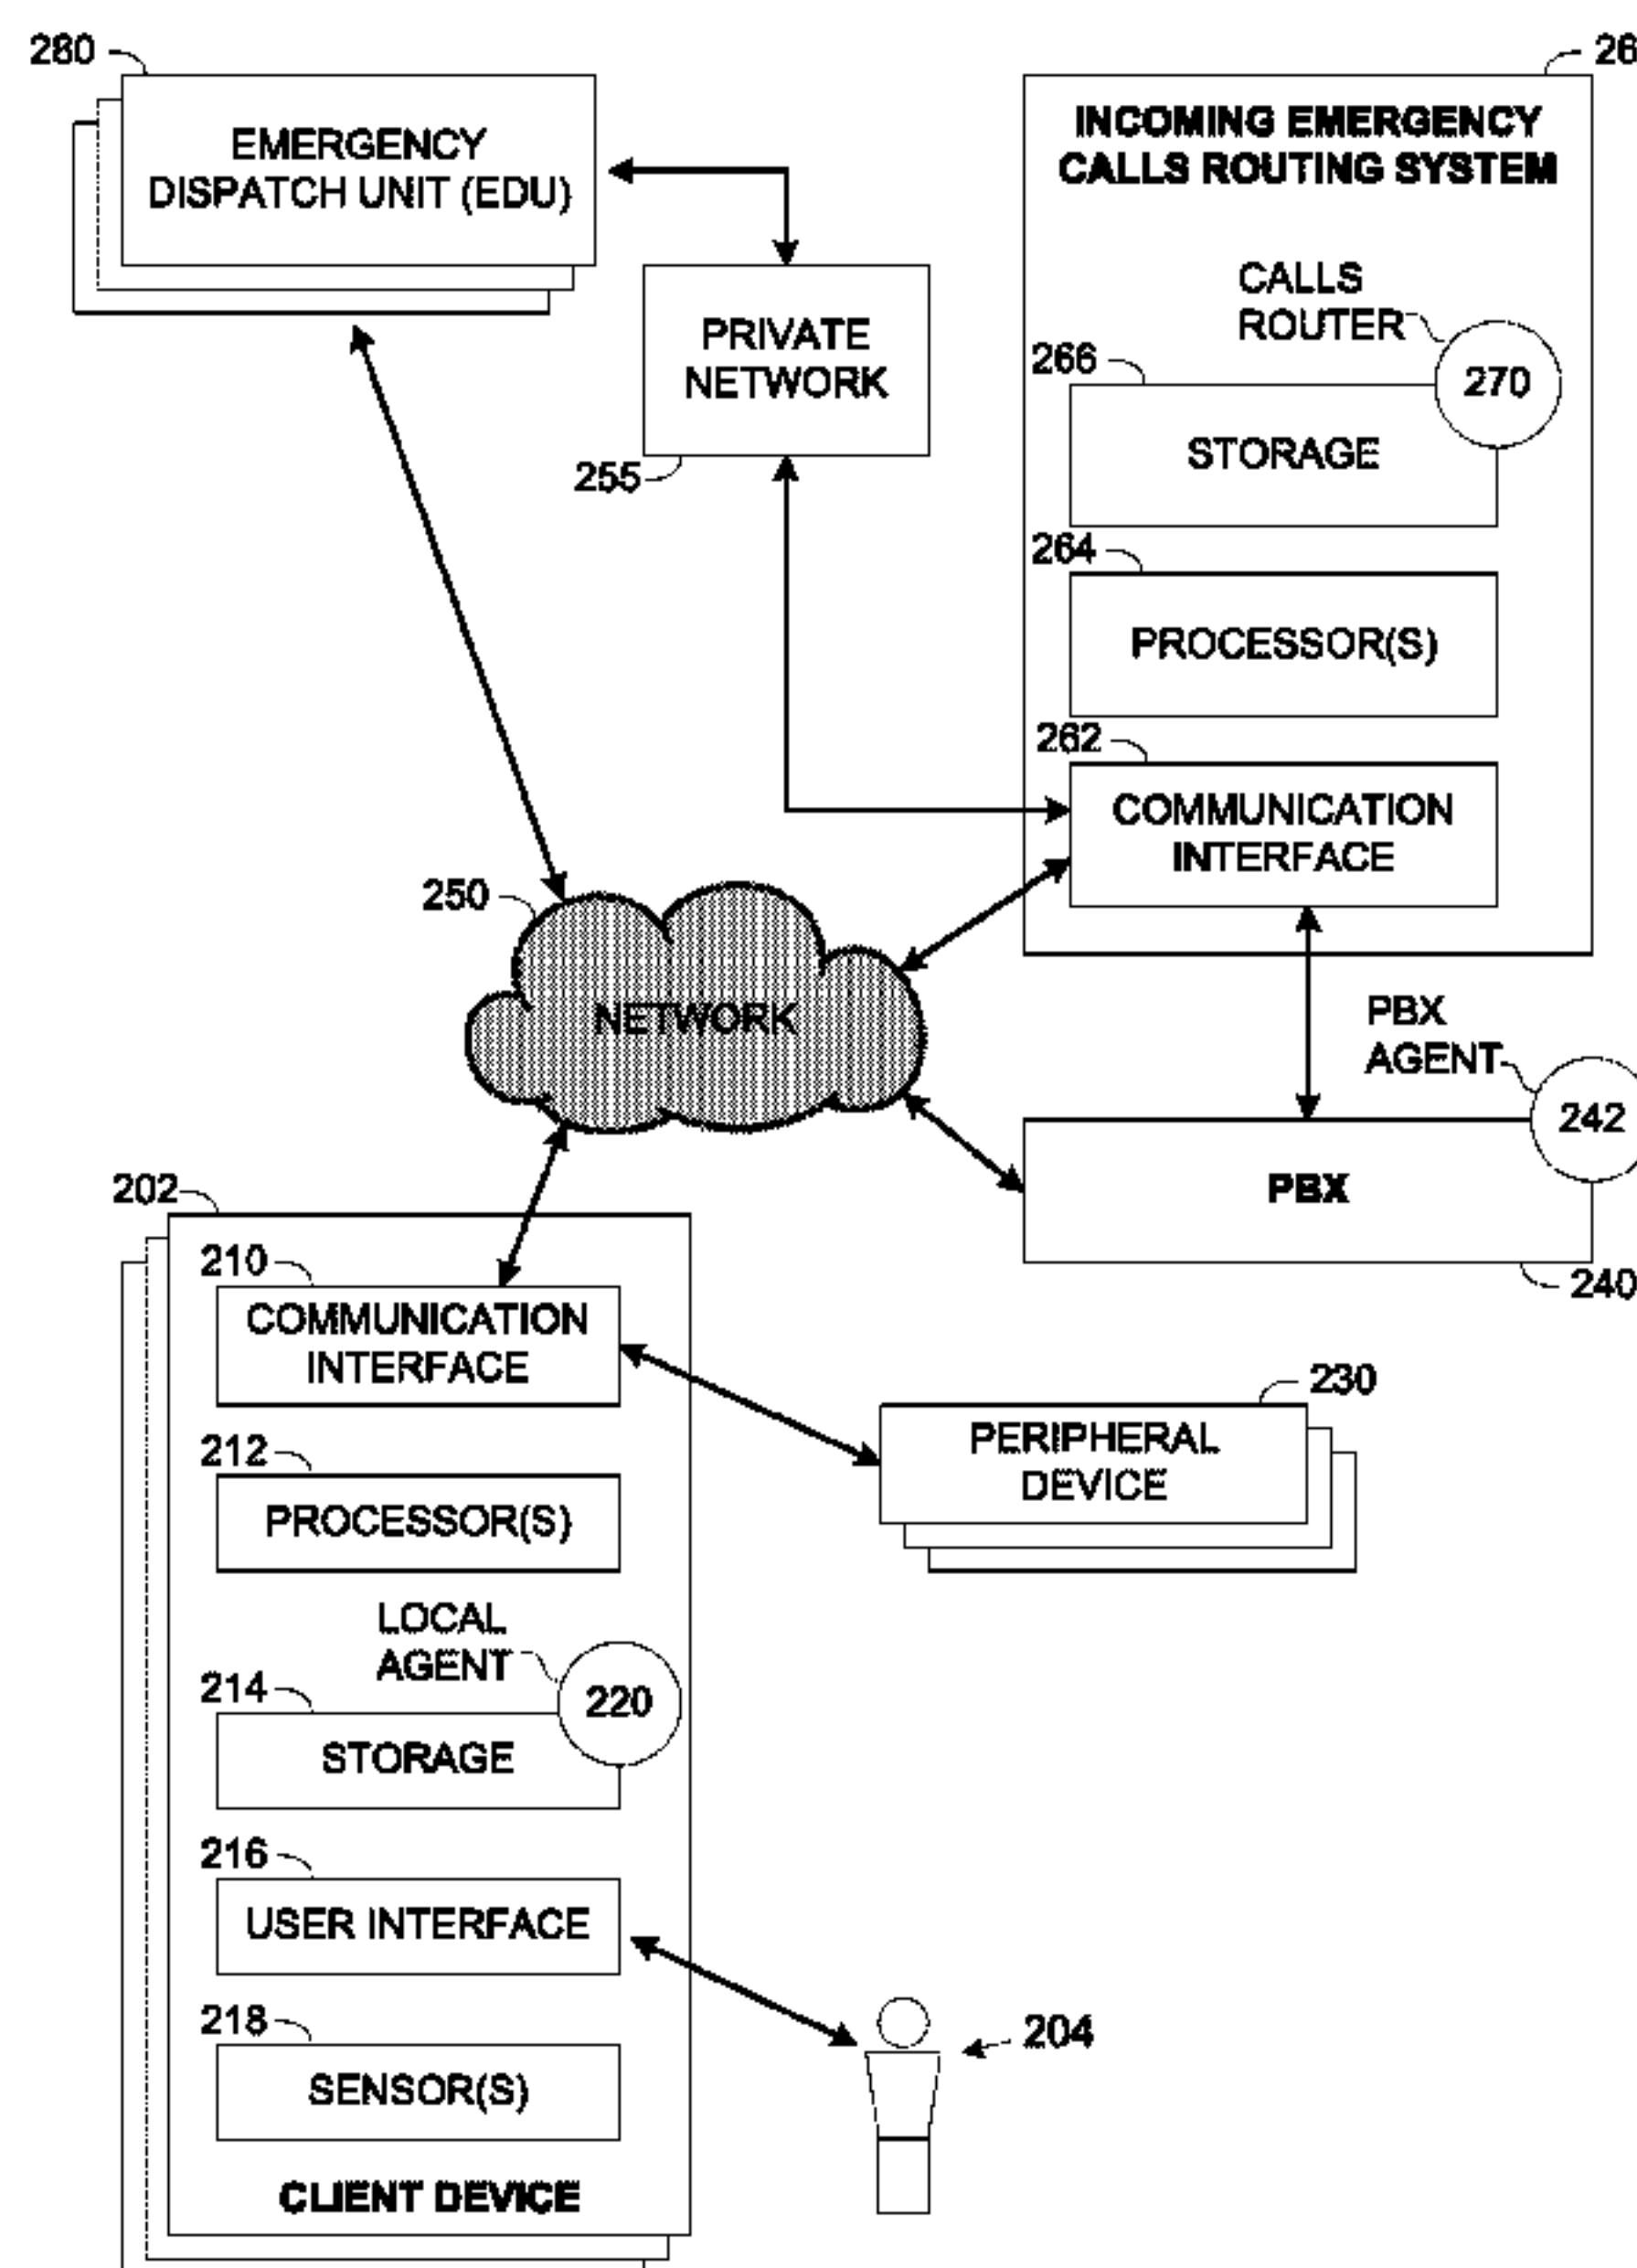 280
EMERGENCY
DISPATCH UNIT (EDU)
PRIVATE
NETWORK
255
26
INCOMING EMERGENCY
CALLS ROUTING SYSTEM
CALLS
ROUTER
270
266
STORAGE
264
PROCESSOR(S)
262
COMMUNICATION
INTERFACE
250
NETWORK
PBX
AGENT
242
PBX
240
202
210
COMMUNICATION
INTERFACE
212
PROCESSOR(S)
LOCAL
AGENT
220
214
STORAGE
216
USER INTERFACE
218
SENSOR(S)
CLIENT DEVICE
230
PERIPHERAL
DEVICE
204